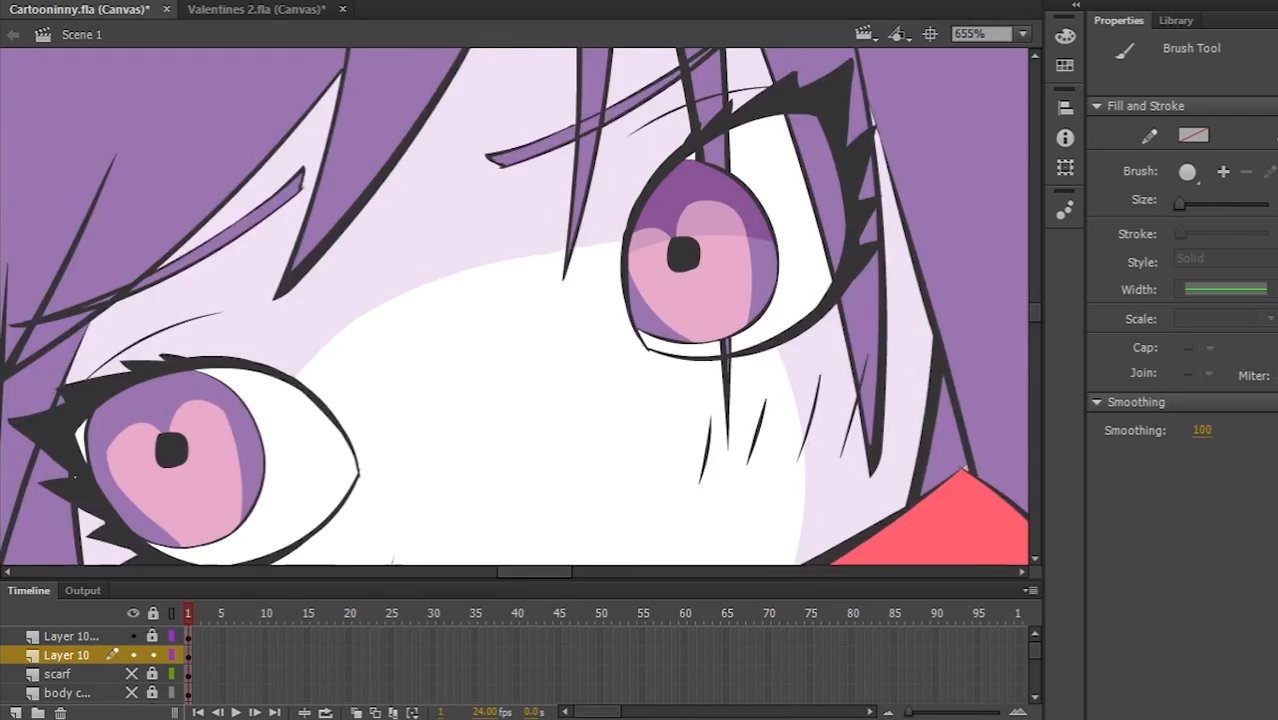 Cartooninny.fla (Canvas)* × Valentines 2.fla (Canvas)* ×
Scene 1
655%
Properties Library
Brush Tool
Fill and Stroke
Brush:
Size:
Stroke:
Style: Solid
Width:
Scale:
Cap:
Join: Miter:
Smoothing
Smoothing: 100
Timeline Output
1 5 10 15 20 25 30 35 40 45 50 55 60 65 70 75 80 85 90 95 1
Layer 10...
Layer 10
scarf
body c...
1 24.00 fps 0.0 s